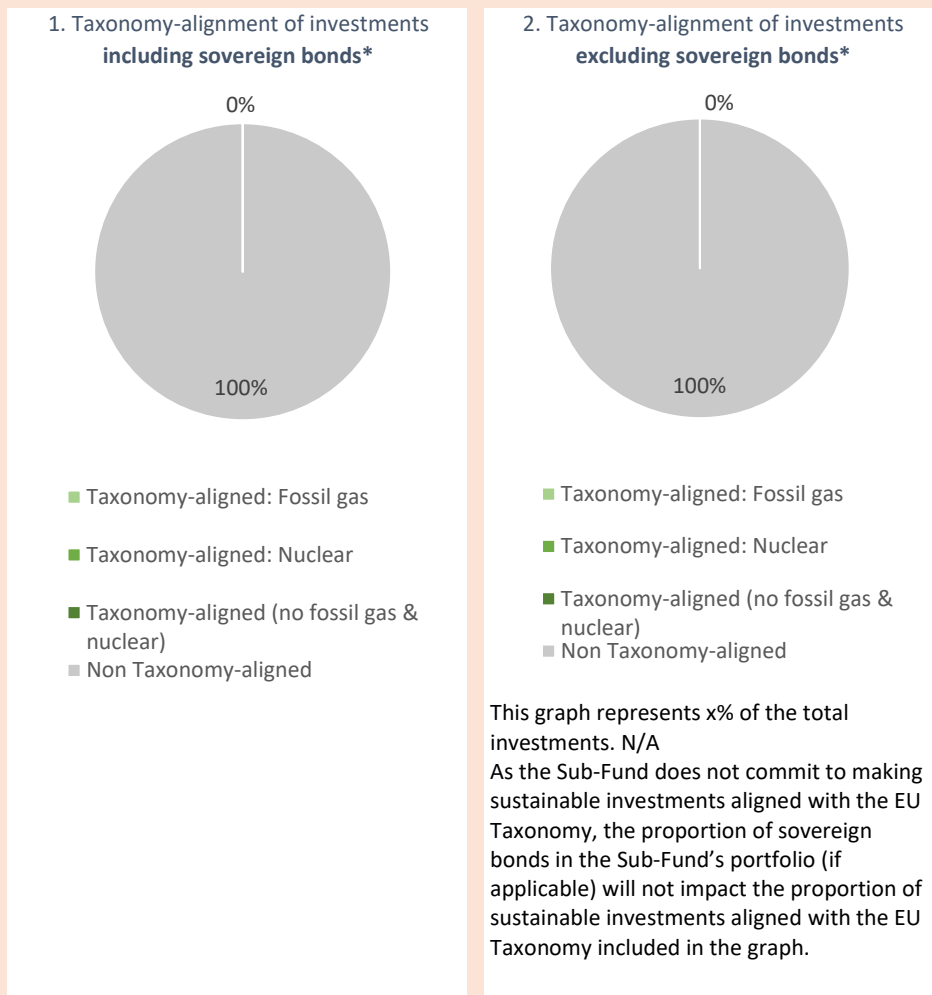 1. Taxonomy-alignment of investments
including sovereign bonds*
0%
100%
Taxonomy-aligned: Fossil gas
Taxonomy-aligned: Nuclear
Taxonomy-aligned (no fossil gas &
nuclear)
Non Taxonomy-aligned
2. Taxonomy-alignment of investments
excluding sovereign bonds*
0%
100%
Taxonomy-aligned: Fossil gas
Taxonomy-aligned: Nuclear
Taxonomy-aligned (no fossil gas &
nuclear)
Non Taxonomy-aligned
This graph represents x% of the total
investments. N/A
As the Sub-Fund does not commit to making
sustainable investments aligned with the EU
Taxonomy, the proportion of sovereign
bonds in the Sub-Fund’s portfolio (if
applicable) will not impact the proportion of
sustainable investments aligned with the EU
Taxonomy included in the graph.